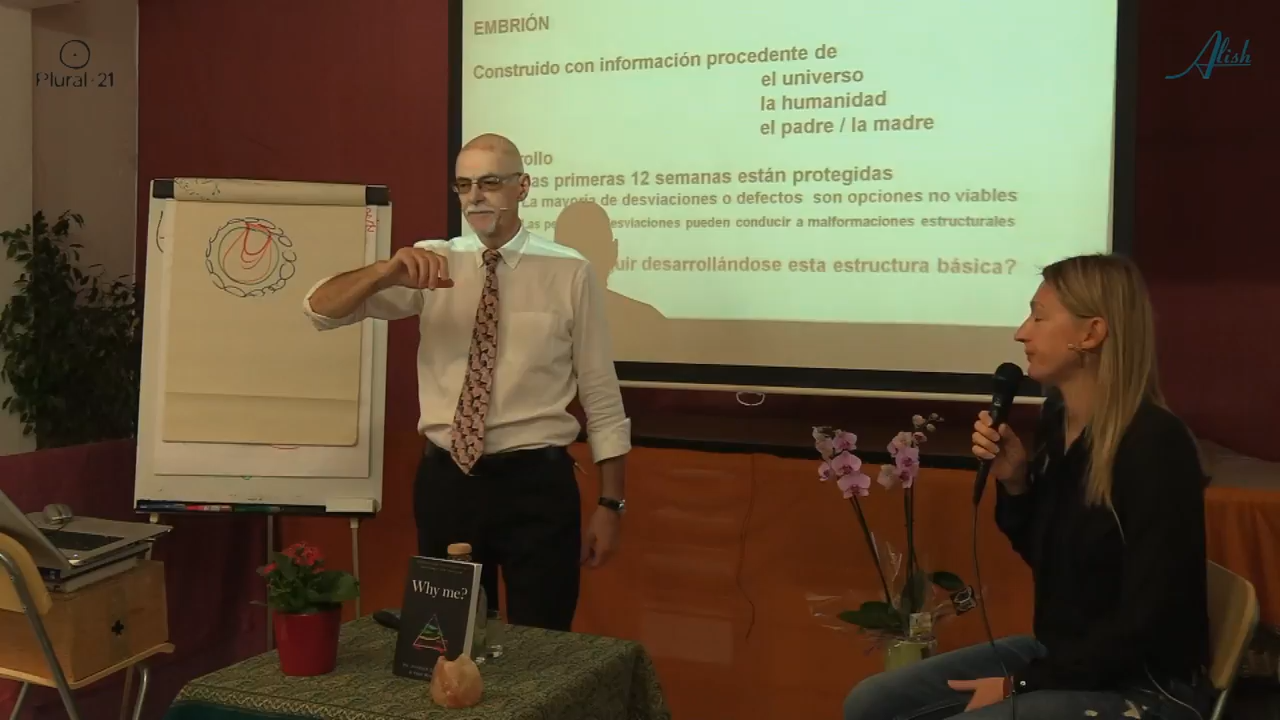 Plural·21
Alish
EMBRIÓN
Construido con información procedente de
el universo
la humanidad
el padre / la madre
rollo
as primeras 12 semanas están protegidas
La mayoría de desviaciones o defectos son opciones no viables
Las desviaciones pueden conducir a malformaciones estructurales
uir desarrollándose esta estructura básica?
Why me?